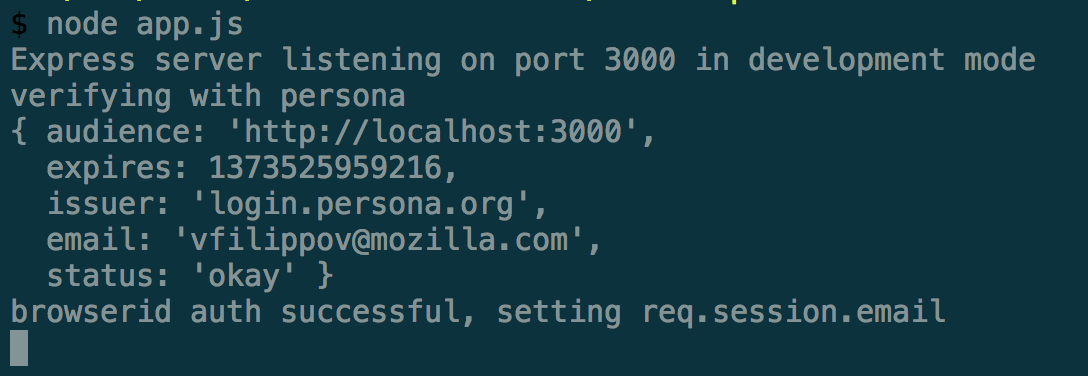 $ node app.js
Express server listening on port 3000 in development mode
verifying with persona
{ audience: 'http://localhost:3000',
  expires: 1373525959216,
  issuer: 'login.persona.org',
  email: 'vfilippov@mozilla.com',
  status: 'okay' }
browserid auth successful, setting req.session.email